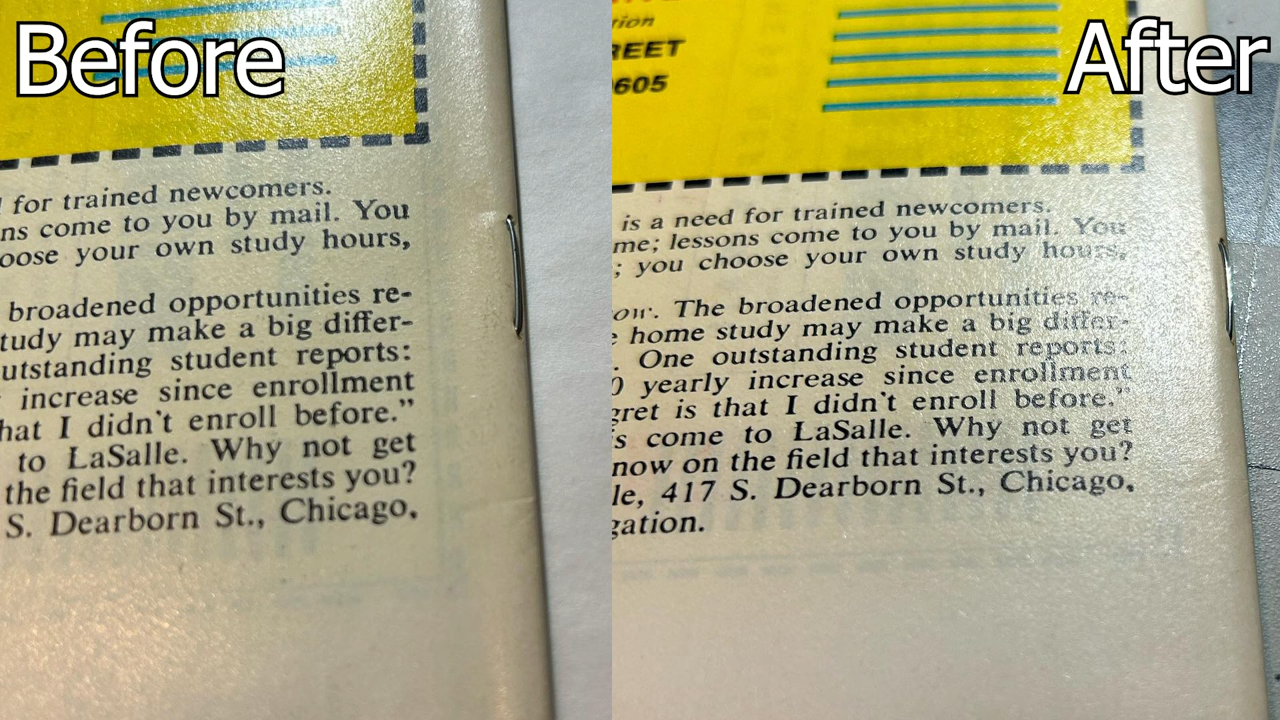 Before
for trained newcomers.
ns come to you by mail. You
oose your own study hours,
broadened opportunities re-
tudy may make a big differ-
utstanding student reports:
increase since enrollment
hat I didn't enroll before."
to LaSalle. Why not get
the field that interests you?
S. Dearborn St., Chicago,
After
tion
REET
605
is a need for trained newcomers.
me; lessons come to you by mail. You
; you choose your own study hours,
ow. The broadened opportunities re-
home study may make a big differ-
. One outstanding student reports:
0 yearly increase since enrollment
gret is that I didn't enroll before."
s come to LaSalle. Why not get
now on the field that interests you?
le, 417 S. Dearborn St., Chicago,
gation.